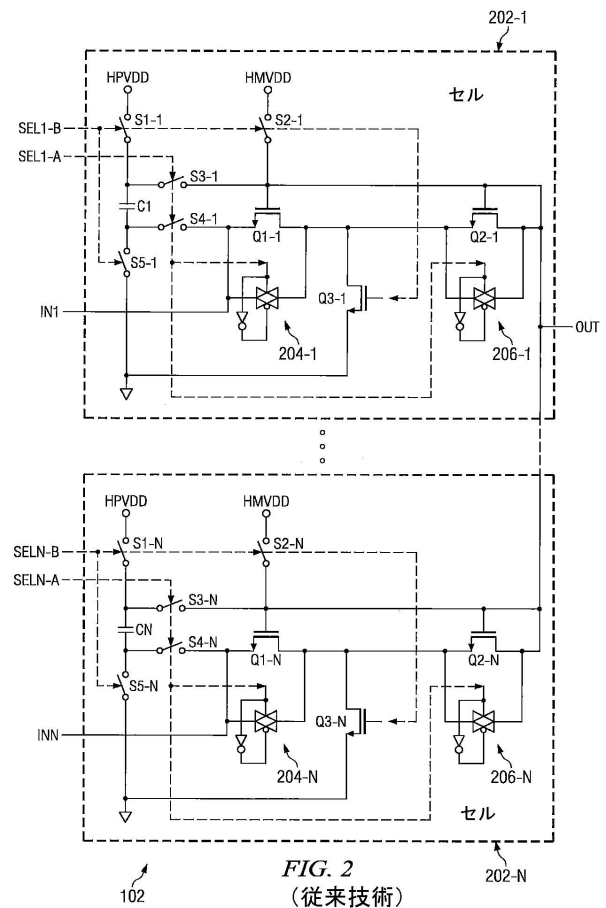 202-1
HPVDD
HMVDD
セル
SEL1-B
S1-1
S2-1
SEL1-A
S3-1
C1
S4-1
Q1-1
Q2-1
S5-1
Q3-1
IN1
204-1
206-1
OUT
HPVDD
HMVDD
SELN-B
S1-N
S2-N
SELN-A
S3-N
CN
S4-N
Q1-N
Q2-N
S5-N
Q3-N
INN
204-N
206-N
セル
102
FIG. 2
(従来技術)
202-N